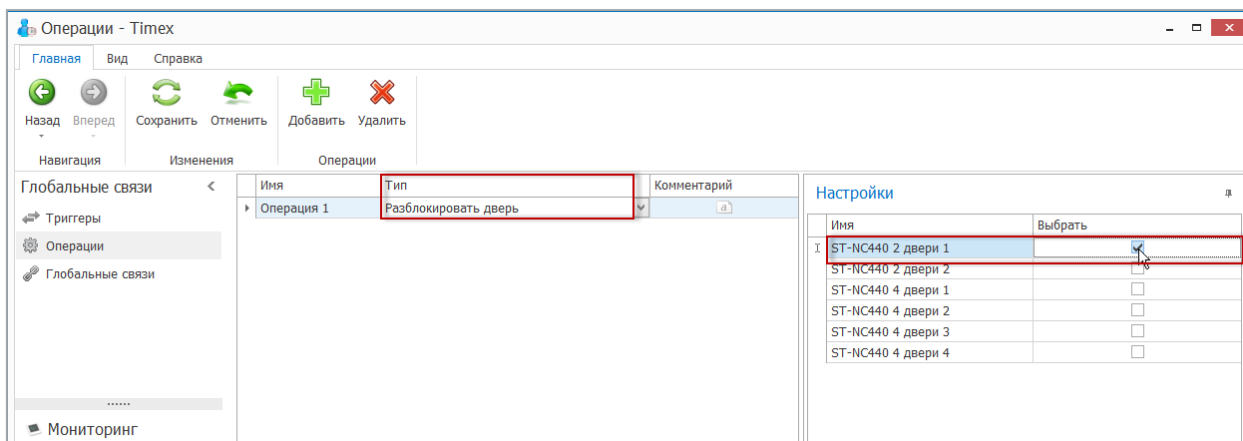 Операции - Timex
Главная Вид Справка
Назад Вперед Сохранить Отменить Добавить Удалить
Навигация Изменения Операции
Глобальные связи
Триггеры
Операции
Глобальные связи
Мониторинг
Имя Тип Комментарий
Операция 1 Разблокировать дверь a
Настройки
Имя Выбрать
ST-NC440 2 двери 1
ST-NC440 2 двери 2
ST-NC440 4 двери 1
ST-NC440 4 двери 2
ST-NC440 4 двери 3
ST-NC440 4 двери 4